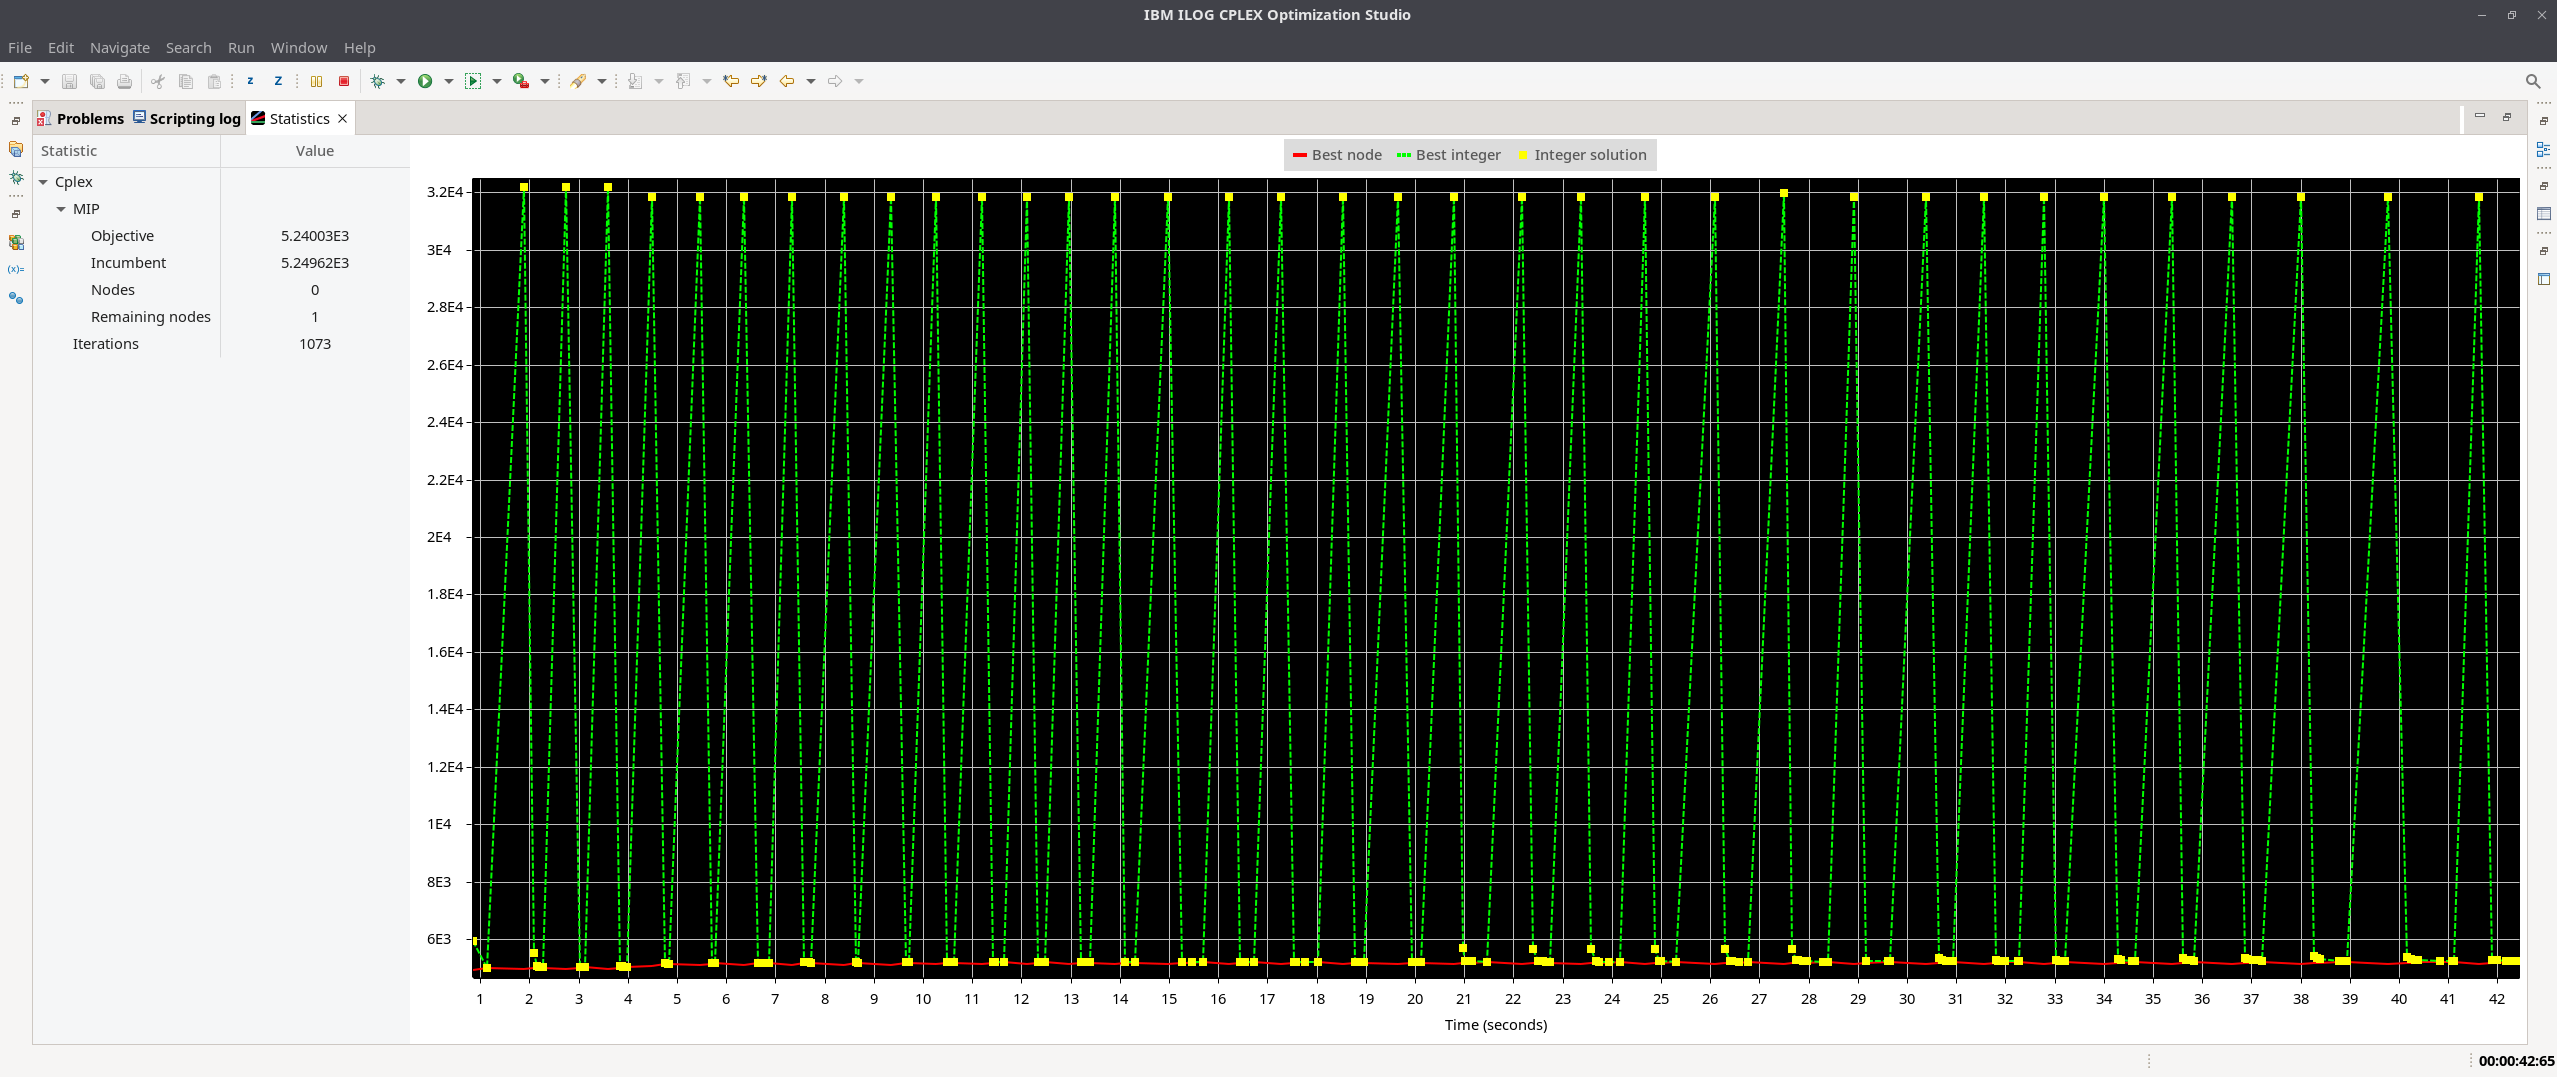 IBM ILOG CPLEX Optimization Studio
File Edit Navigate Search Run Window Help
Problems Scripting log Statistics
Statistic Value
Cplex
MIP
Objective 5.24003E3
Incumbent 5.24962E3
Nodes 0
Remaining nodes 1
Iterations 1073
Best node Best integer Integer solution
3.2E4
3E4
2.8E4
2.6E4
2.4E4
2.2E4
2E4
1.8E4
1.6E4
1.4E4
1.2E4
1E4
8E3
6E3
1 2 3 4 5 6 7 8 9 10 11 12 13 14 15 16 17 18 19 20 21 22 23 24 25 26 27 28 29 30 31 32 33 34 35 36 37 38 39 40 41 42
Time (seconds)
00:00:42:65